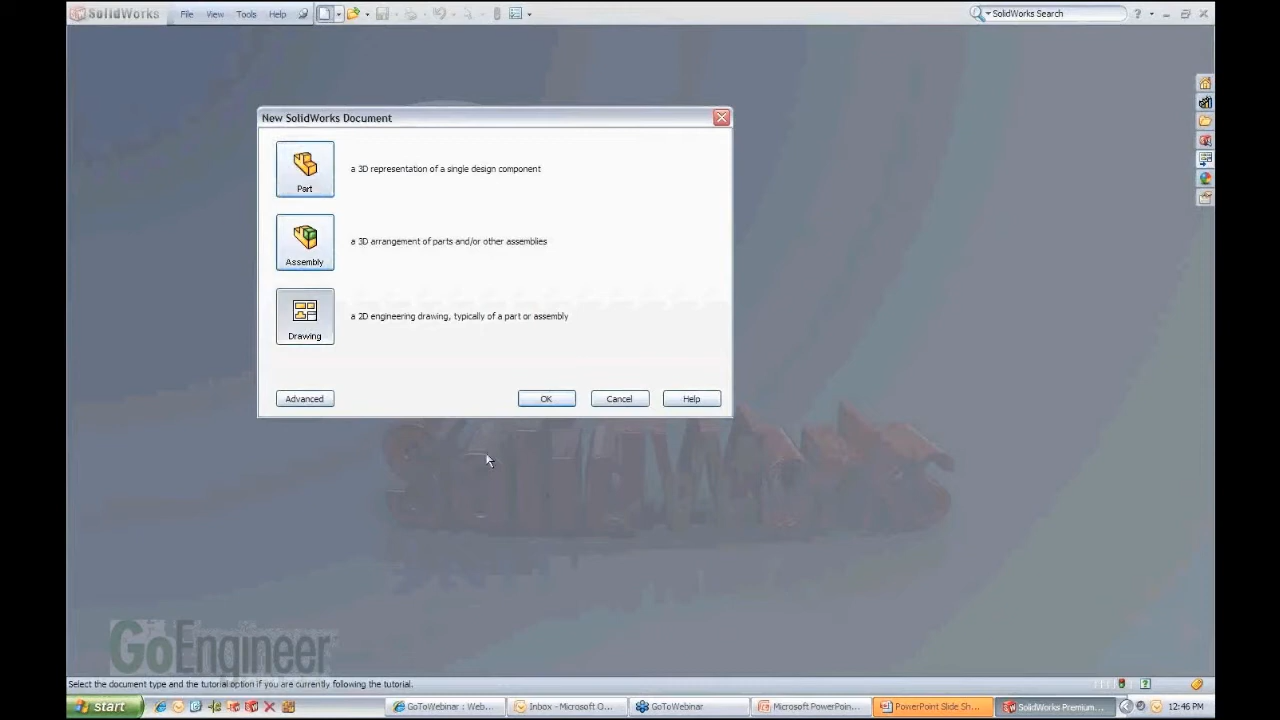 SolidWorks File View Tools Help SolidWorks Search ?
New SolidWorks Document
Part a 3D representation of a single design component
Assembly a 3D arrangement of parts and/or other assemblies
Drawing a 2D engineering drawing, typically of a part or assembly
Advanced OK Cancel Help
SolidWorks
GoEngineer
Select the document type and the tutorial option if you are currently following the tutorial.
start GoToWebinar : Web... Inbox - Microsoft O... GoToWebinar Microsoft PowerPoin... PowerPoint Slide Sh... SolidWorks Premium... 12:46 PM